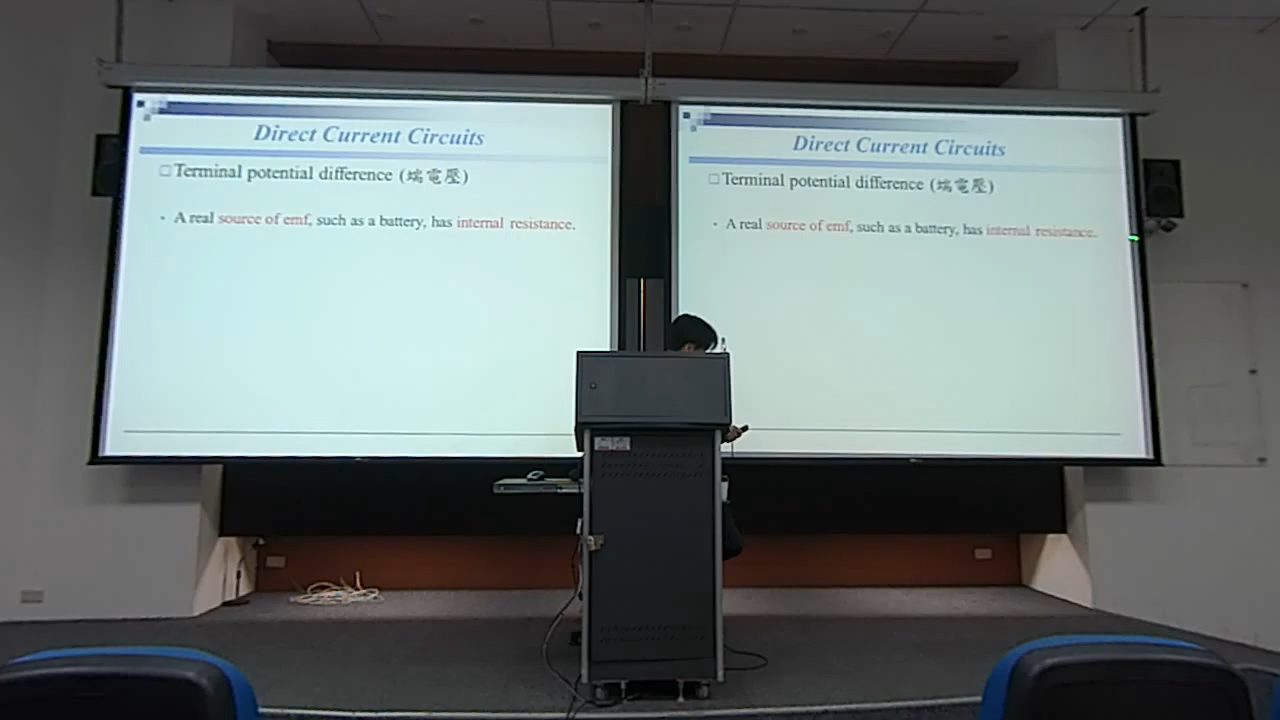 Direct Current Circuits
□ Terminal potential difference (端電壓)
• A real source of emf, such as a battery, has internal resistance.
Direct Current Circuits
□ Terminal potential difference (端電壓)
• A real source of emf, such as a battery, has internal resistance.